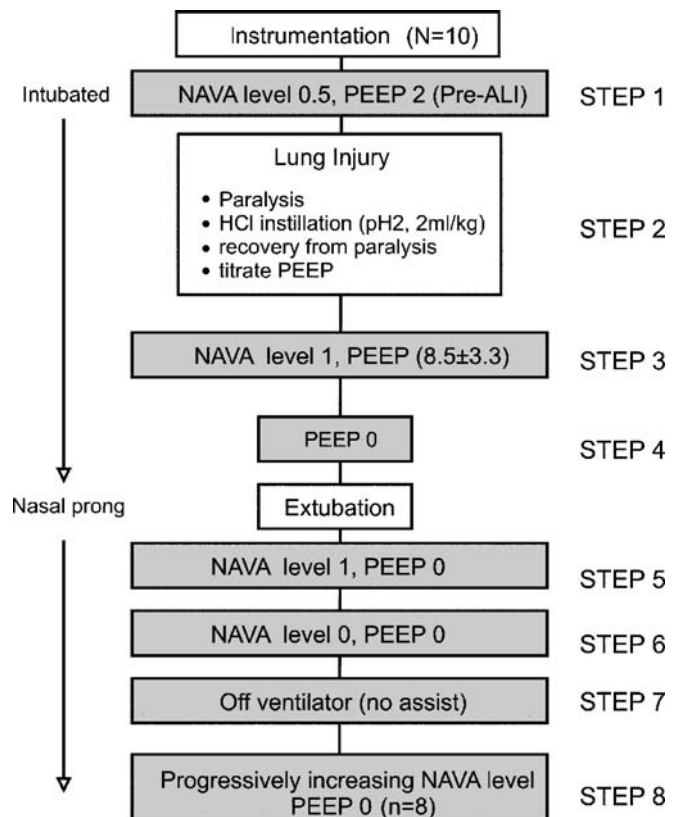 Instrumentation (N=10)
Intubated
NAVA level 0.5, PEEP 2 (Pre-ALI)
STEP 1
Lung Injury
• Paralysis
• HCl instillation (pH2, 2ml/kg)
• recovery from paralysis
• titrate PEEP
STEP 2
NAVA level 1, PEEP (8.5±3.3)
STEP 3
PEEP 0
STEP 4
Nasal prong
Extubation
NAVA level 1, PEEP 0
STEP 5
NAVA level 0, PEEP 0
STEP 6
Off ventilator (no assist)
STEP 7
Progressively increasing NAVA level
PEEP 0 (n=8)
STEP 8